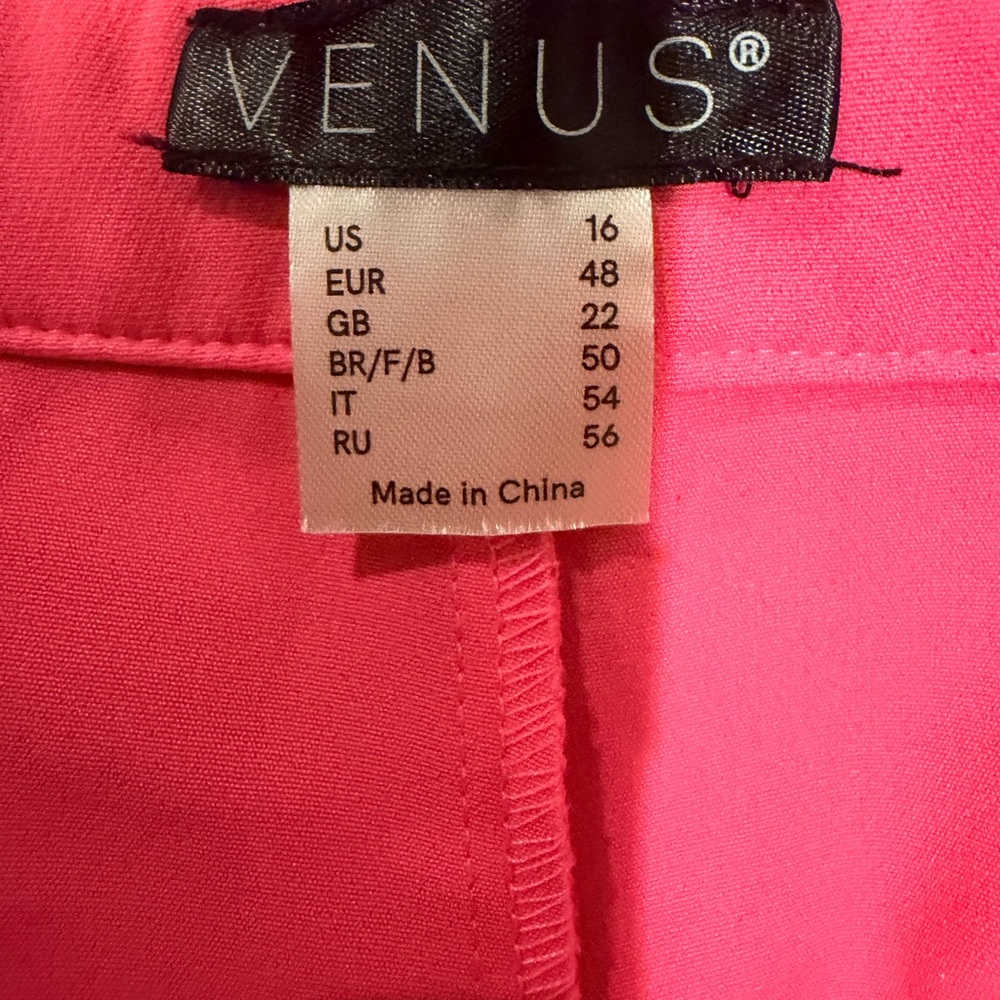 VENUS®
US 16
EUR 48
GB 22
BR/F/B 50
IT 54
RU 56
Made in China